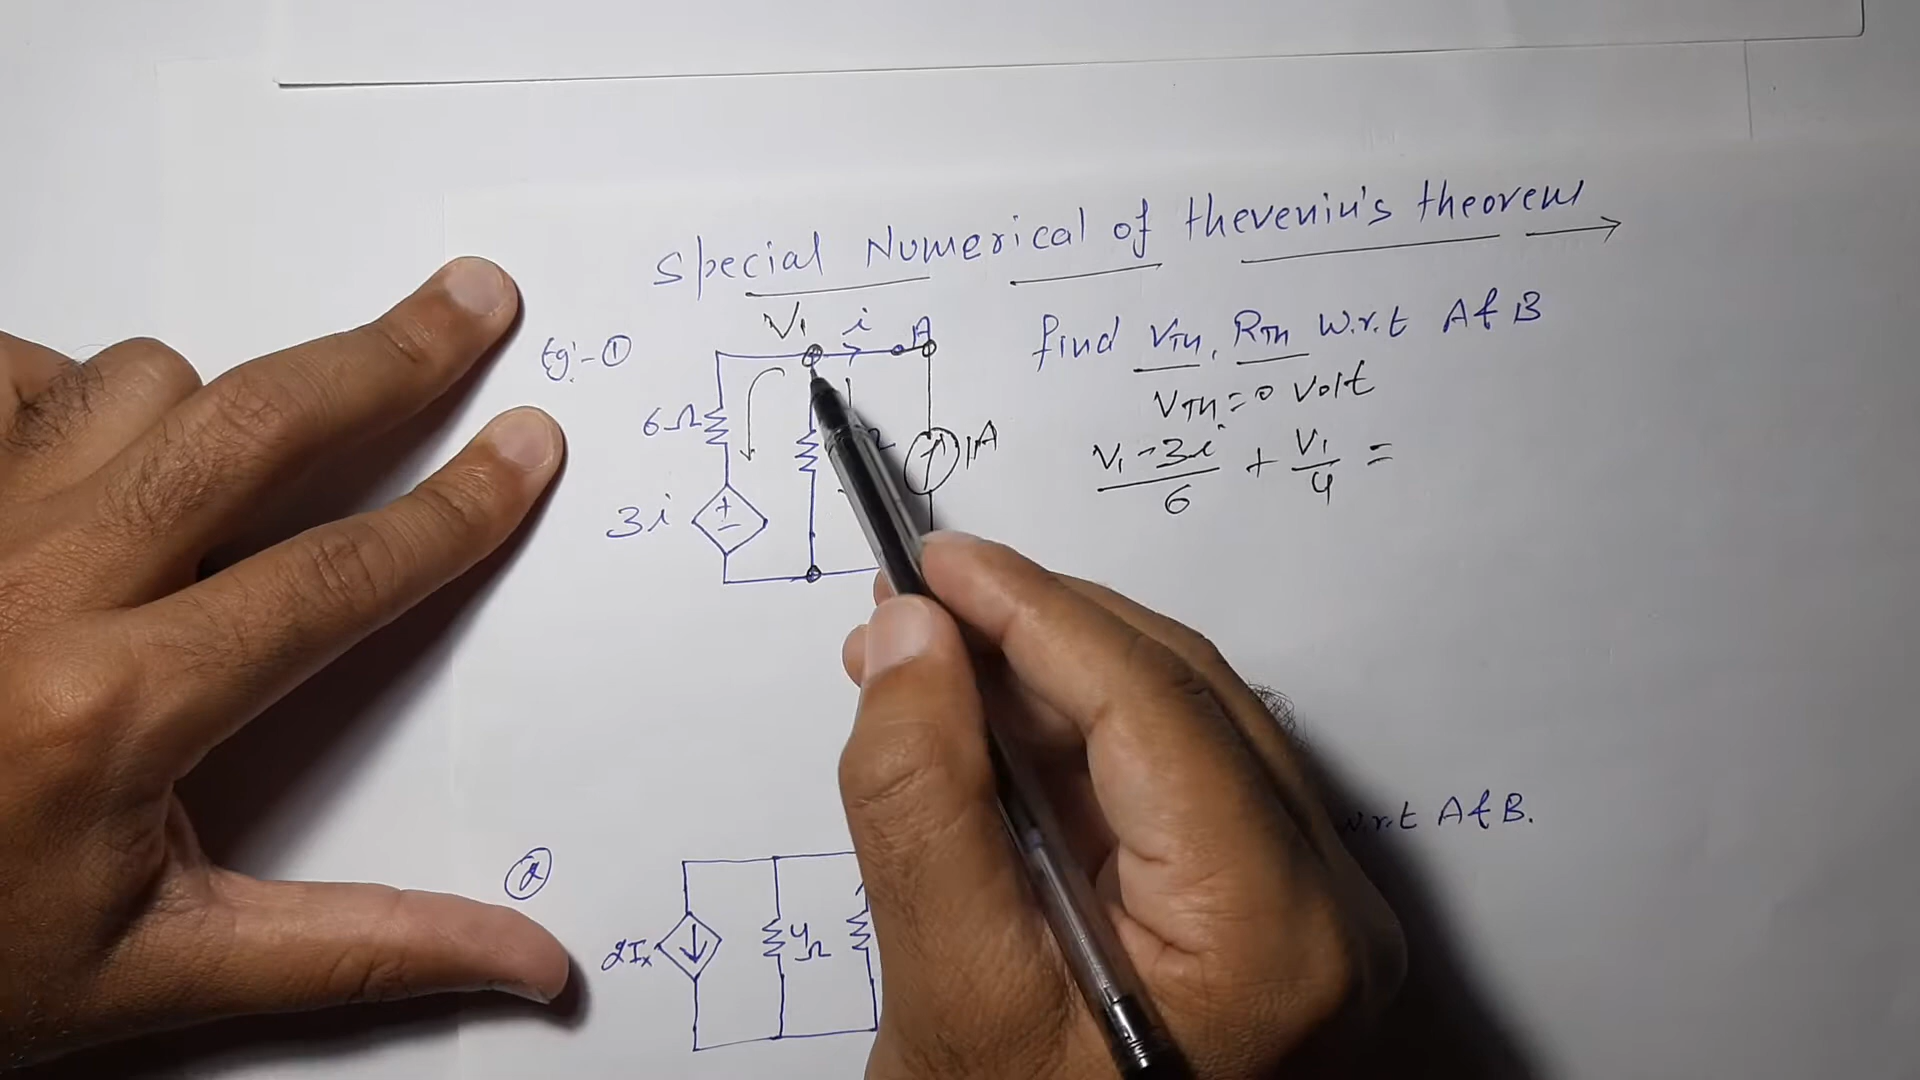 Special Numerical of thevenin's theorem
Eg:- ①
V₁
i
A
6Ω
3i
+
-
1A
find VTH, RTH w.r.t A & B
VTH = 0 Volt
(V₁ - 3i)/6 + V₁/4 =
②
2Ix
4Ω
w.r.t A & B.